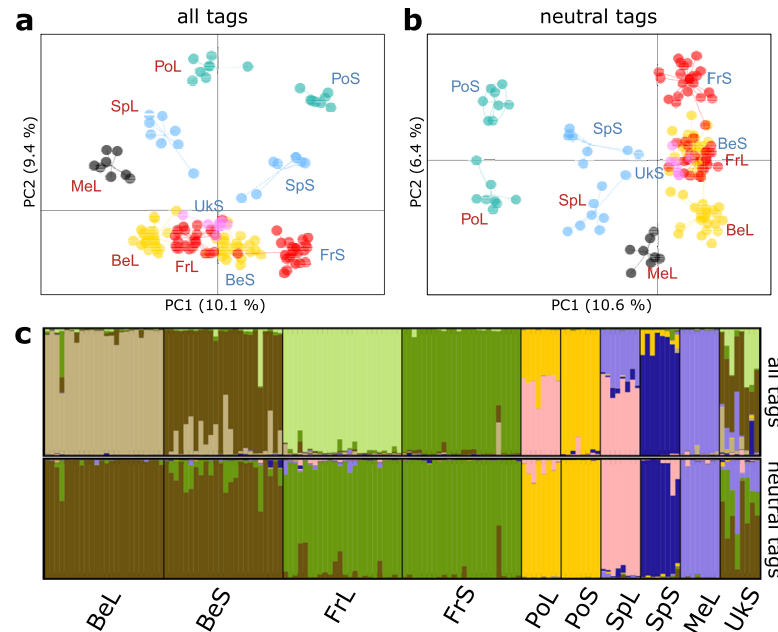 a
all tags
b
neutral tags
PoL
PoS
SpL
MeL
SpS
UkS
BeL
FrL
BeS
FrS
PC2 (9.4 %)
PC1 (10.1 %)
FrS
PoS
SpS
BeS
FrL
UkS
SpL
PoL
BeL
MeL
PC2 (6.4 %)
PC1 (10.6 %)
c
all tags
neutral tags
BeL
BeS
FrL
FrS
PoL
PoS
SpL
SpS
MeL
UkS